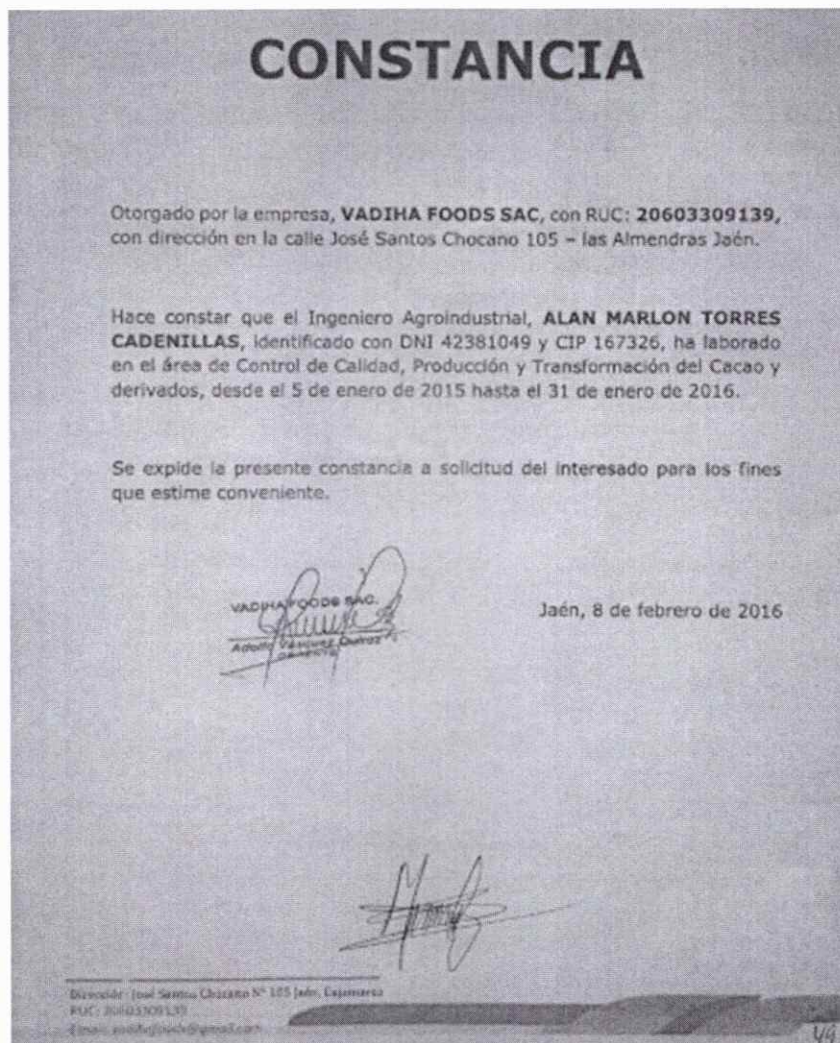 CONSTANCIA
Otorgado por la empresa, VADIHA FOODS SAC, con RUC: 20603309139,
con dirección en la calle José Santos Chocano 105 – las Almendras Jaén.
Hace constar que el Ingeniero Agroindustrial, ALAN MARLON TORRES
CADENILLAS, identificado con DNI 42381049 y CIP 167326, ha laborado
en el área de Control de Calidad, Producción y Transformación del Cacao y
derivados, desde el 5 de enero de 2015 hasta el 31 de enero de 2016.
Se expide la presente constancia a solicitud del interesado para los fines
que estime conveniente.
VADIHA FOODS SAC.
Adolfo Vásquez Quiroz
Jaén, 8 de febrero de 2016
Dirección: José Santos Chocano N° 105 Jaén, Cajamarca
RUC: 20603309139